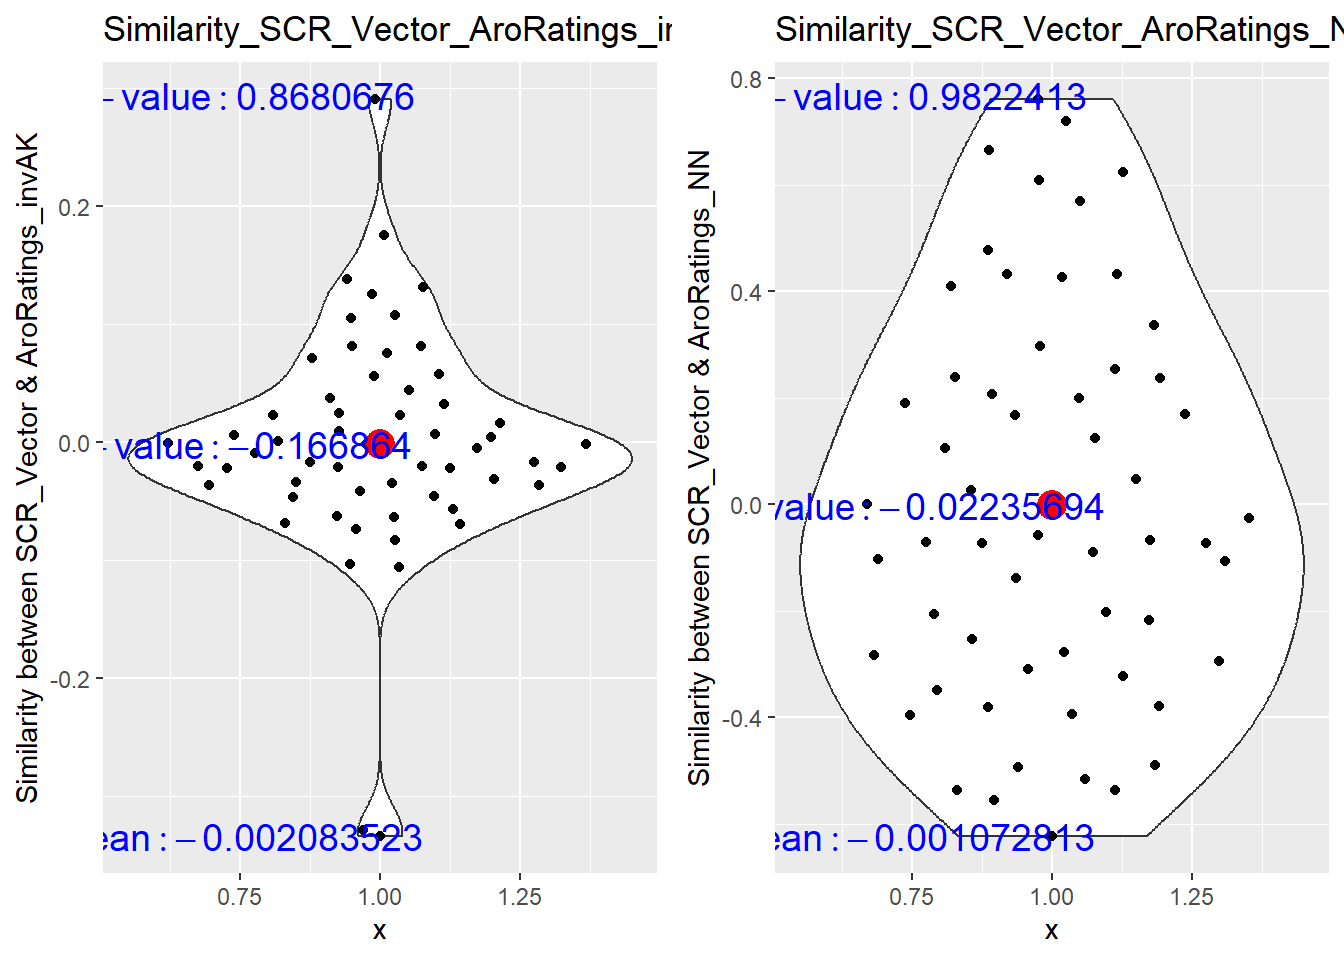 Similarity_SCR_Vector_AroRatings_in
Similarity between SCR_Vector & AroRatings_invAK
– value : 0.8680676
0.2
0.0
- value : −0.166864
-0.2
ean : −0.002083523
0.75 1.00 1.25
x
Similarity_SCR_Vector_AroRatings_N
Similarity between SCR_Vector & AroRatings_NN
0.8
– value : 0.9822413
0.4
0.0
value : −0.02235694
-0.4
ean : −0.001072813
0.75 1.00 1.25
x